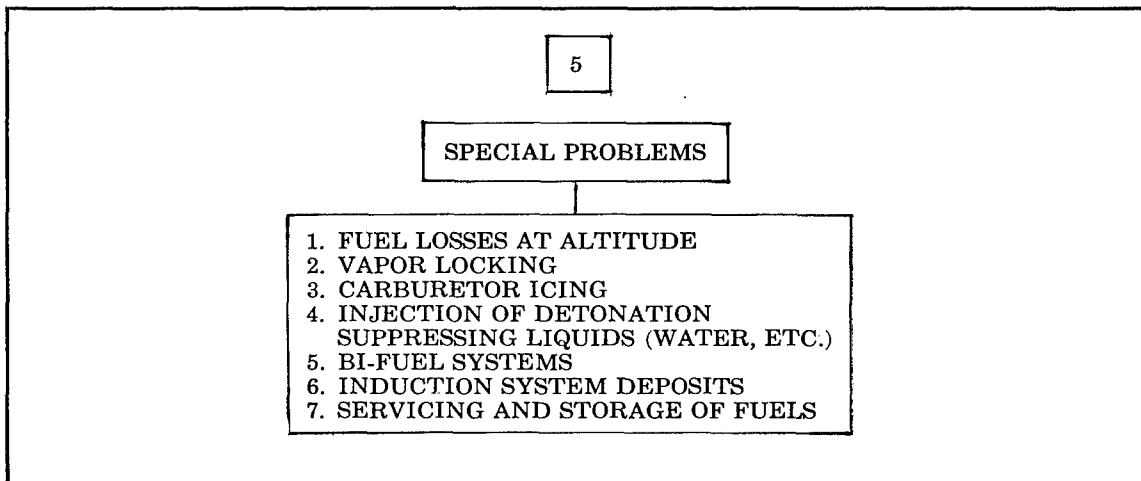 5
SPECIAL PROBLEMS
1. FUEL LOSSES AT ALTITUDE
2. VAPOR LOCKING
3. CARBURETOR ICING
4. INJECTION OF DETONATION
SUPPRESSING LIQUIDS (WATER, ETC.)
5. BI-FUEL SYSTEMS
6. INDUCTION SYSTEM DEPOSITS
7. SERVICING AND STORAGE OF FUELS